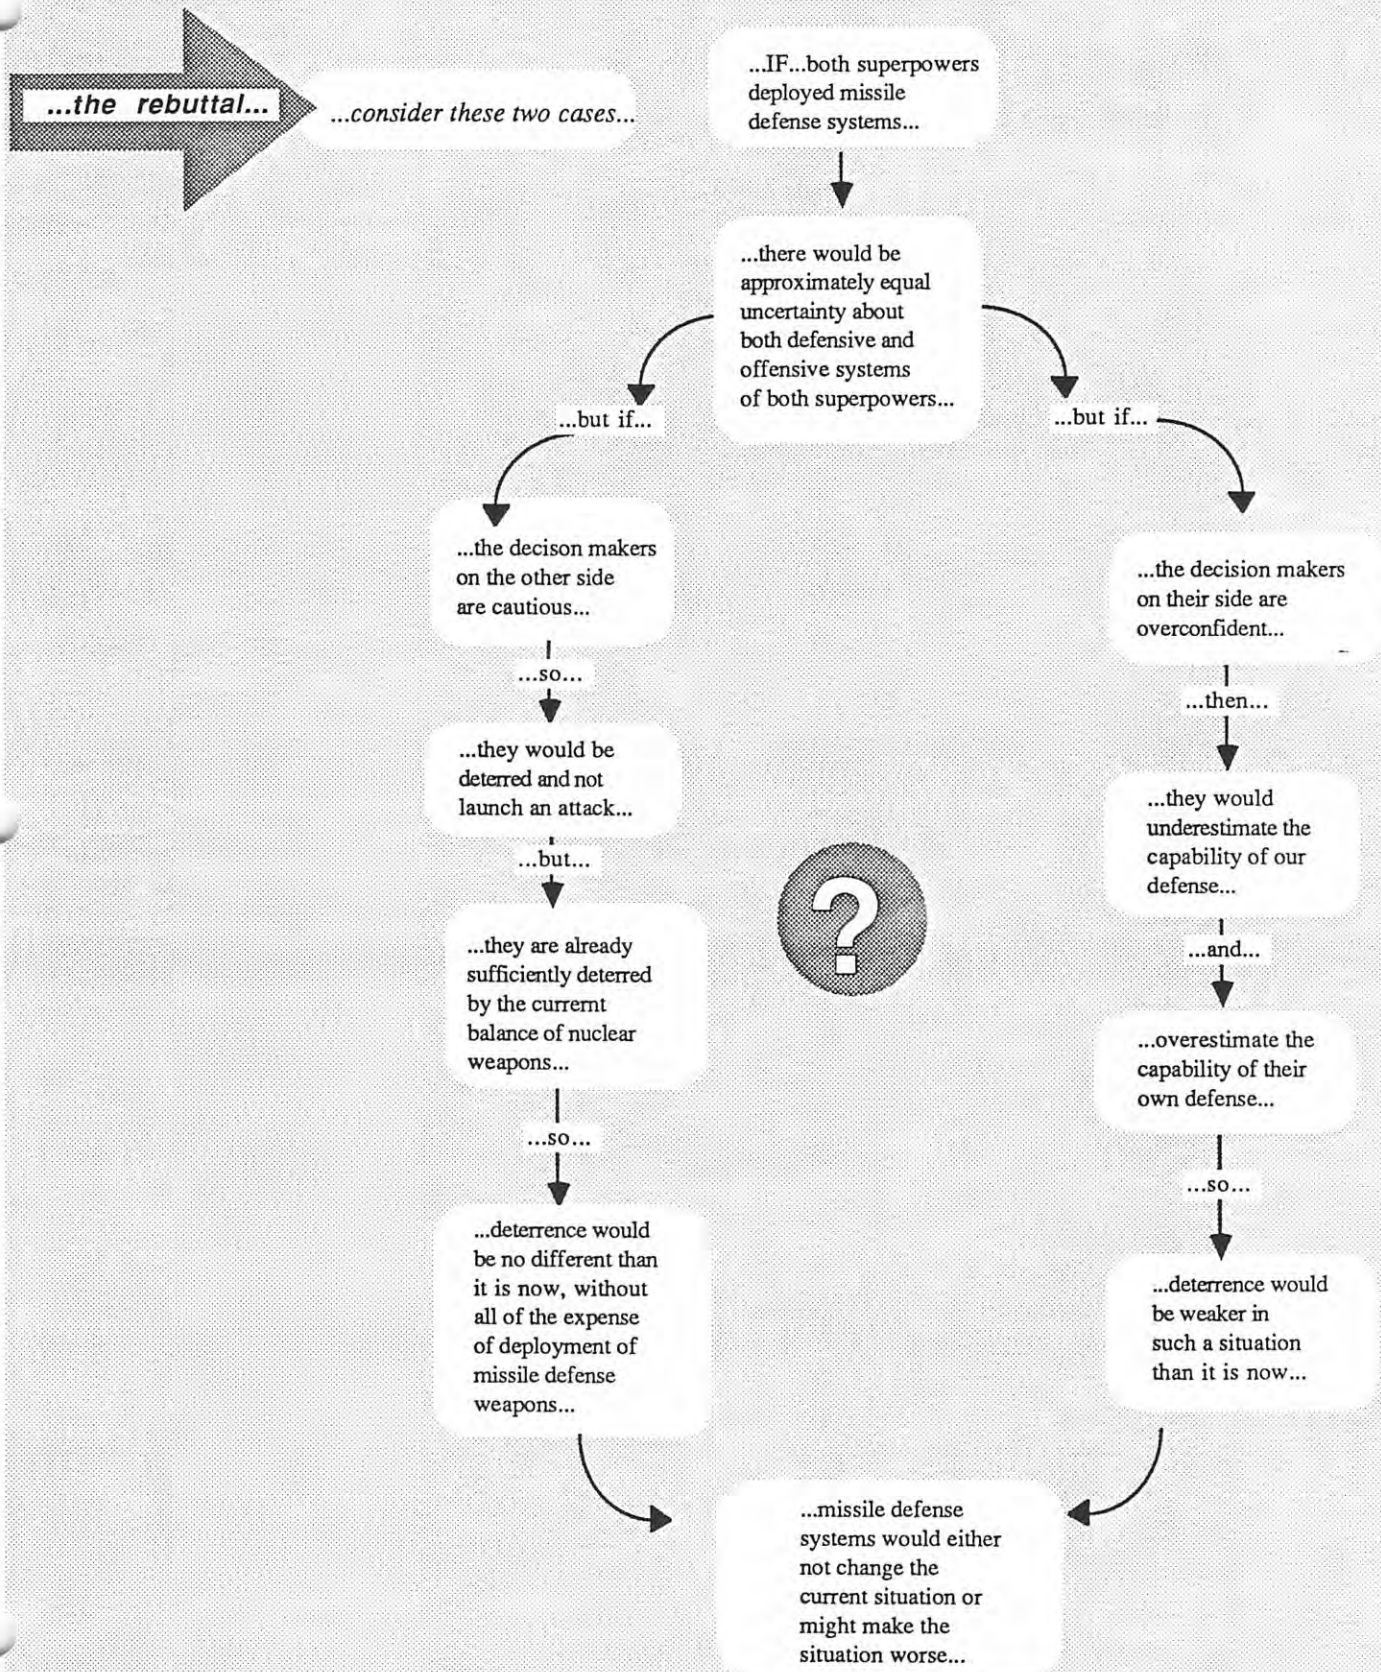 ...the rebuttal...
...consider these two cases...
...IF...both superpowers
deployed missile
defense systems...
...there would be
approximately equal
uncertainty about
both defensive and
offensive systems
of both superpowers...
...but if...
...the decison makers
on the other side
are cautious...
...so...
...they would be
deterred and not
launch an attack...
...but...
...they are already
sufficiently deterred
by the curremt
balance of nuclear
weapons...
...so...
...deterrence would
be no different than
it is now, without
all of the expense
of deployment of
missile defense
weapons...
...but if...
...the decision makers
on their side are
overconfident...
...then...
...they would
underestimate the
capability of our
defense...
...and...
...overestimate the
capability of their
own defense...
...so...
...deterrence would
be weaker in
such a situation
than it is now...
?
...missile defense
systems would either
not change the
current situation or
might make the
situation worse...